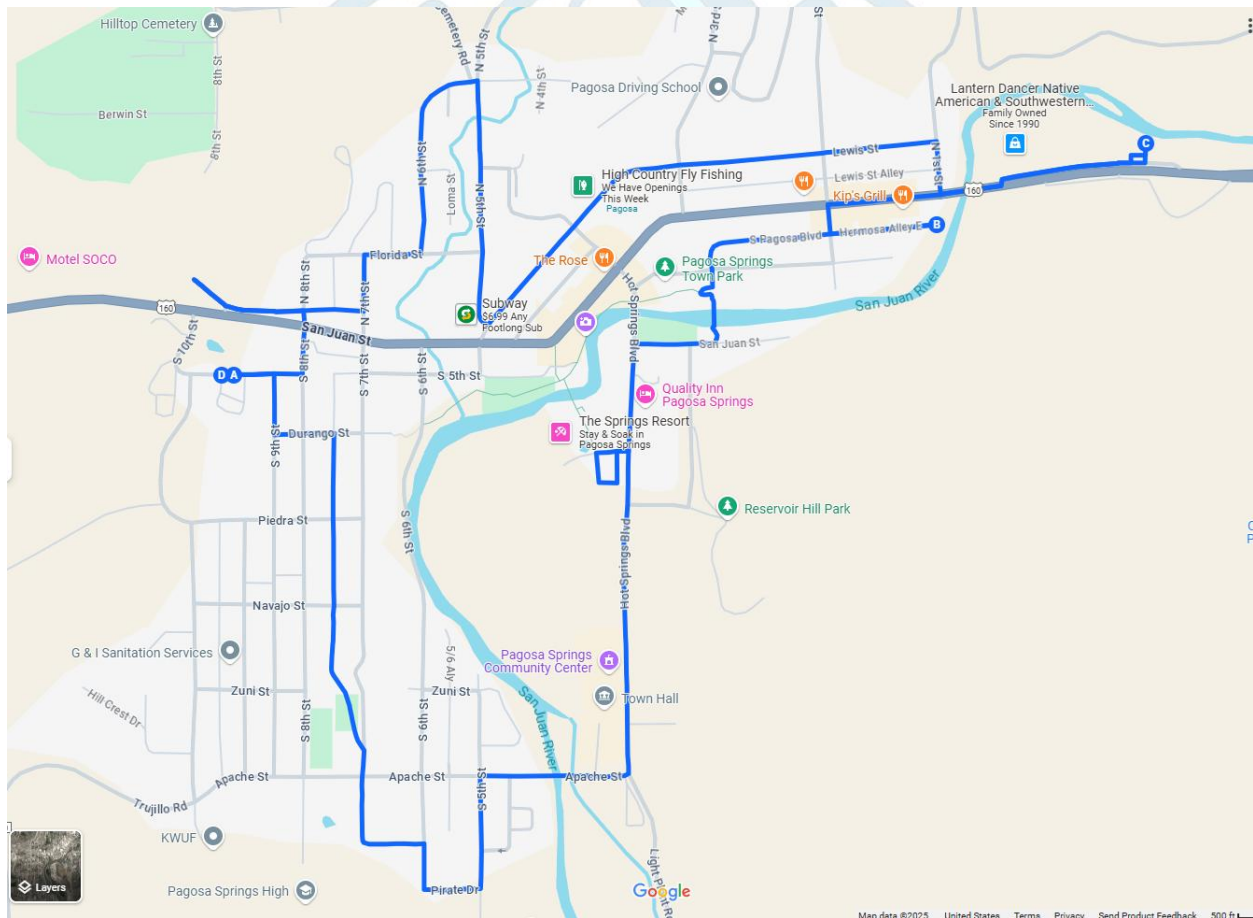 Hilltop Cemetery
8th St
Berwin St
8th St
Cemetery Rd
N 5th St
N 4th St
N 3rd S
Pagosa Driving School
St
Lantern Dancer Native
American & Southwestern...
Family Owned
Since 1990
N 6th St
Loma St
N 5th St
High Country Fly Fishing
We Have Openings
This Week
Pagosa
Lewis St
Lewis St Alley
N 1st St
C
Kip's Grill
160
S Pagosa Blvd
Hermosa Alley E
B
Motel SOCO
Florida St
The Rose
Pagosa Springs
Town Park
Hot Springs Blvd
San Juan River
N 8th St
N 7th St
160
San Juan St
Subway
$6.99 Any
Footlong Sub
San Juan St
S 10th St
D A
S 8th St
S 7th St
S 6th St
S 5th St
Quality Inn
Pagosa Springs
The Springs Resort
Stay & Soak in
Pagosa Springs
S 9th St
Durango St
Piedra St
S 6th St
Hot Springs Blvd
Reservoir Hill Park
Navajo St
G & I Sanitation Services
5/6 Aly
Pagosa Springs
Community Center
Zuni St
Zuni St
Town Hall
Hill Crest Dr
S 8th St
S 6th St
San Juan River
Apache St
Apache St
S 5th St
Apache St
Trujillo Rd
KWUF
Layers
Pagosa Springs High
Pirate Dr
Google
Map data ©2025 United States Terms Privacy Send Product Feedback 500 ft